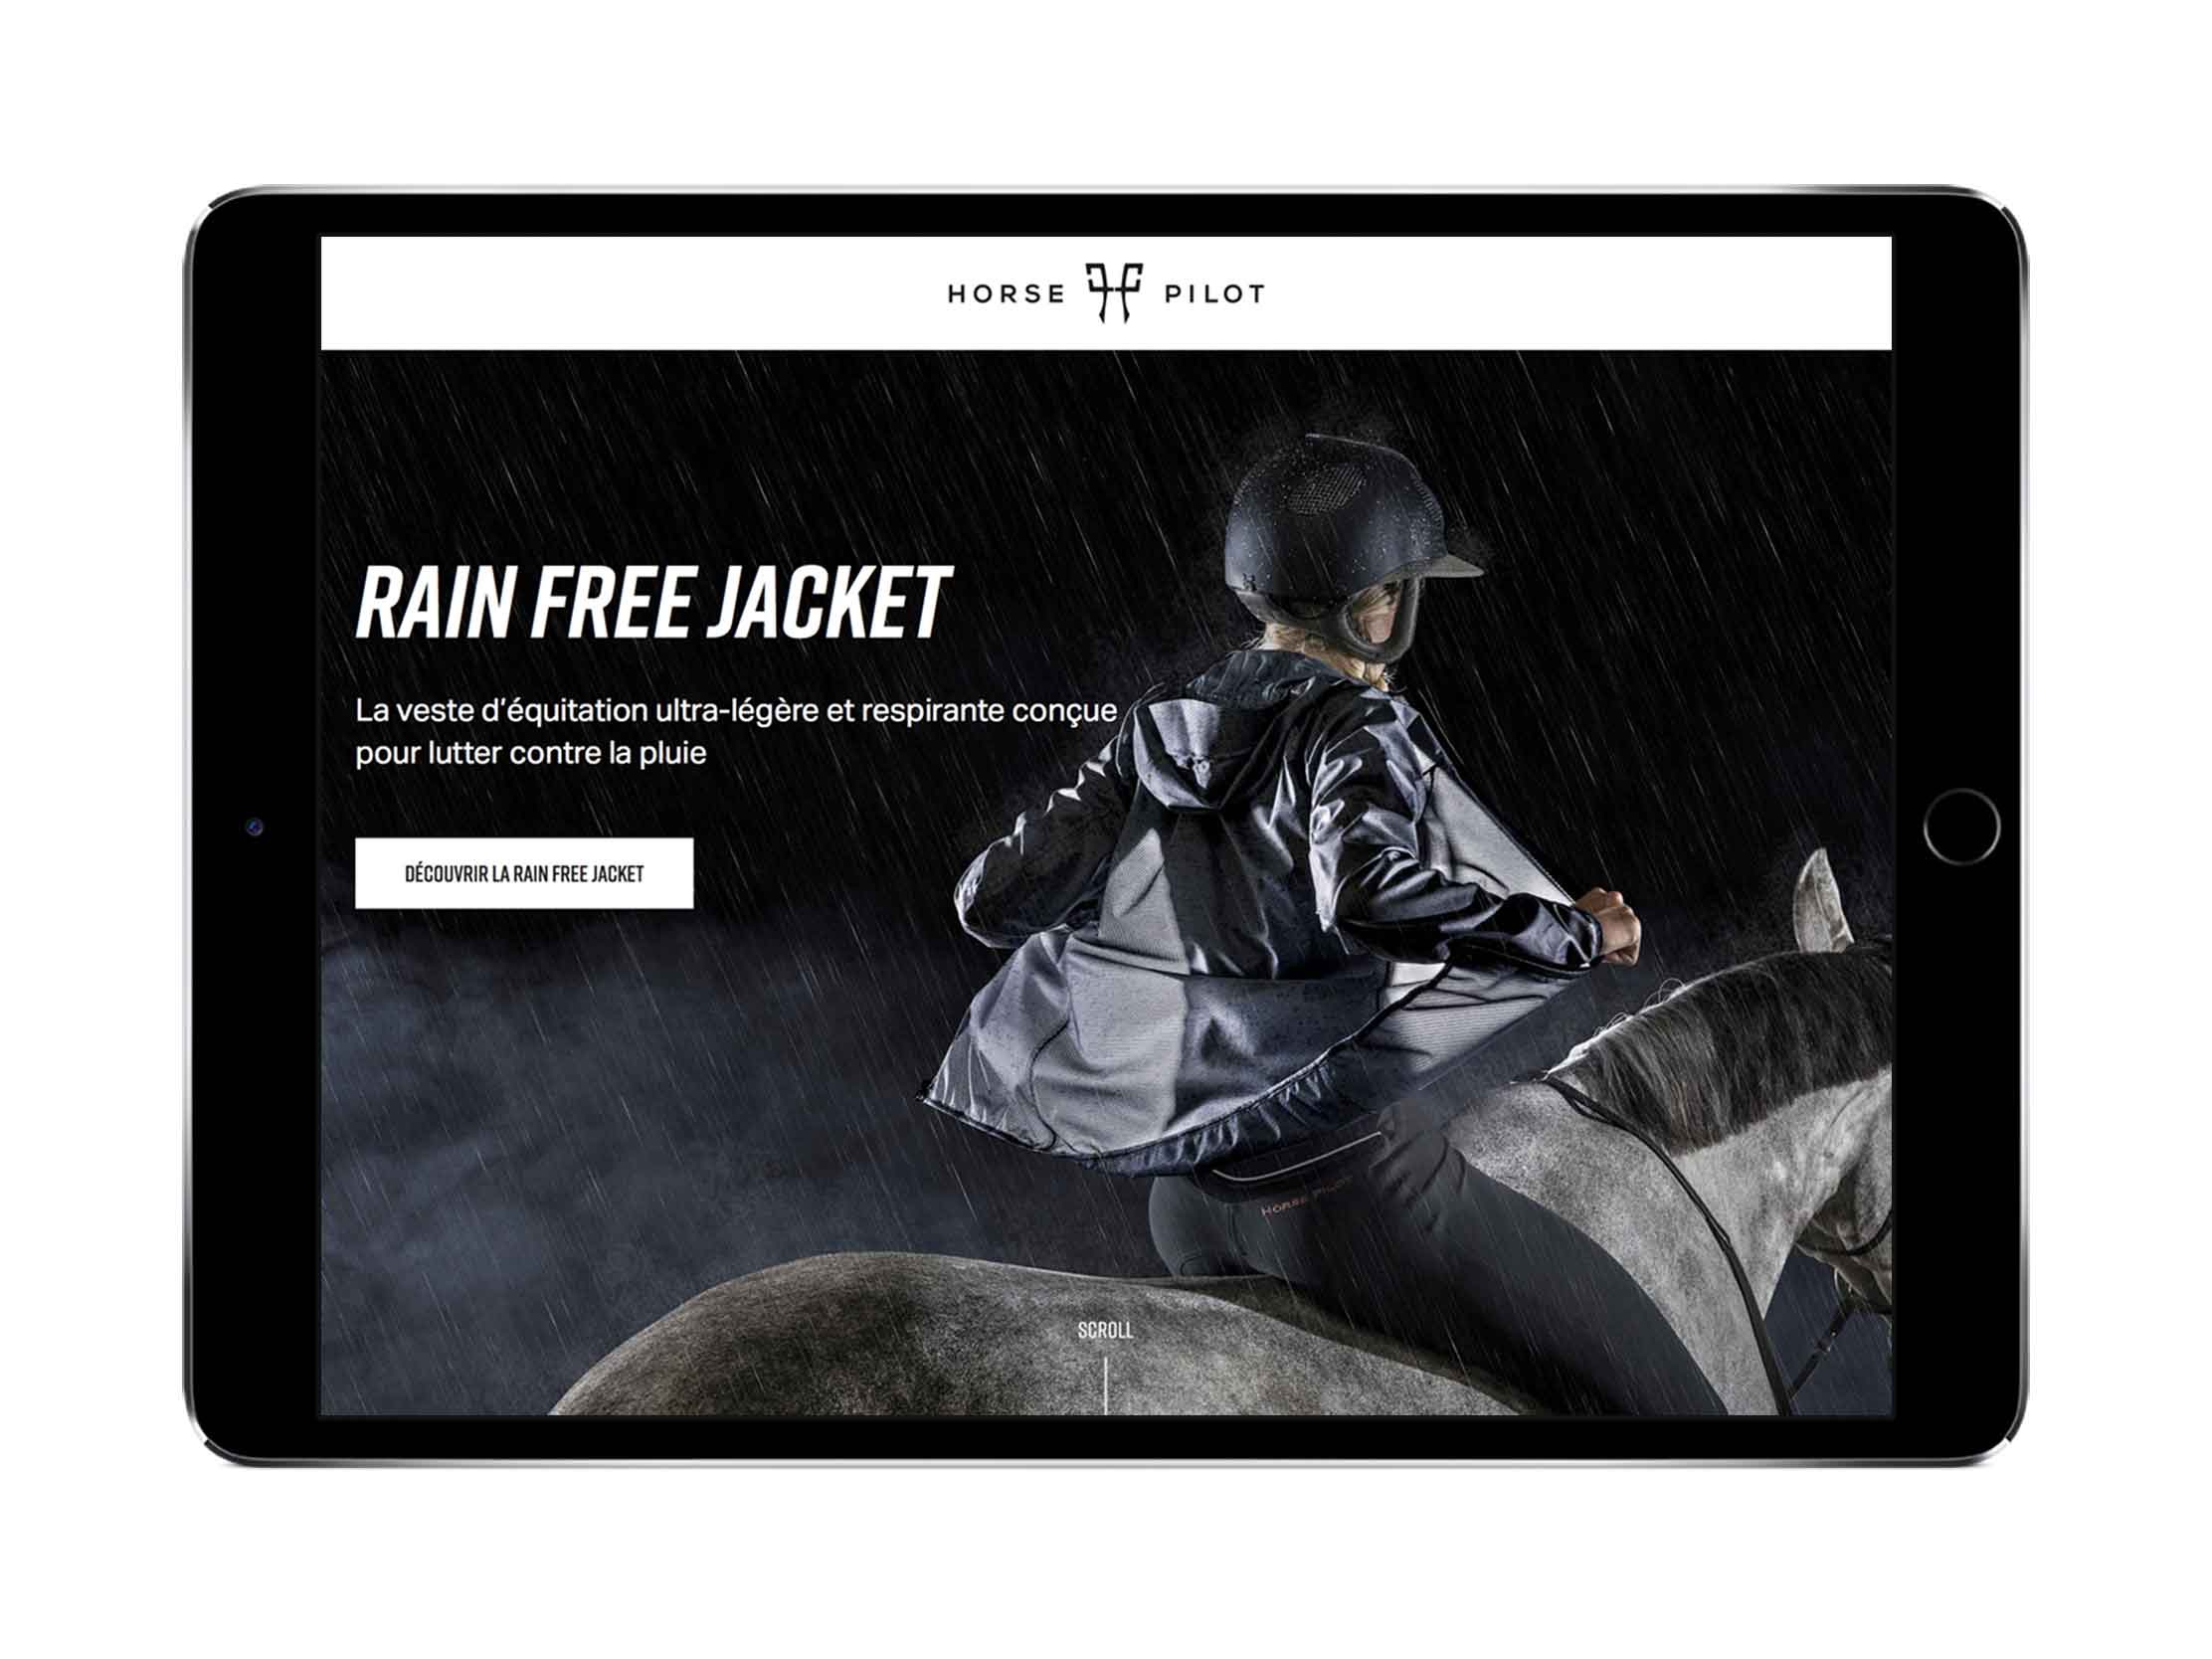 HORSE PILOT
RAIN FREE JACKET
La veste d'équitation ultra-légère et respirante conçue
pour lutter contre la pluie
DÉCOUVRIR LA RAIN FREE JACKET
HORSE PILOT
SCROLL